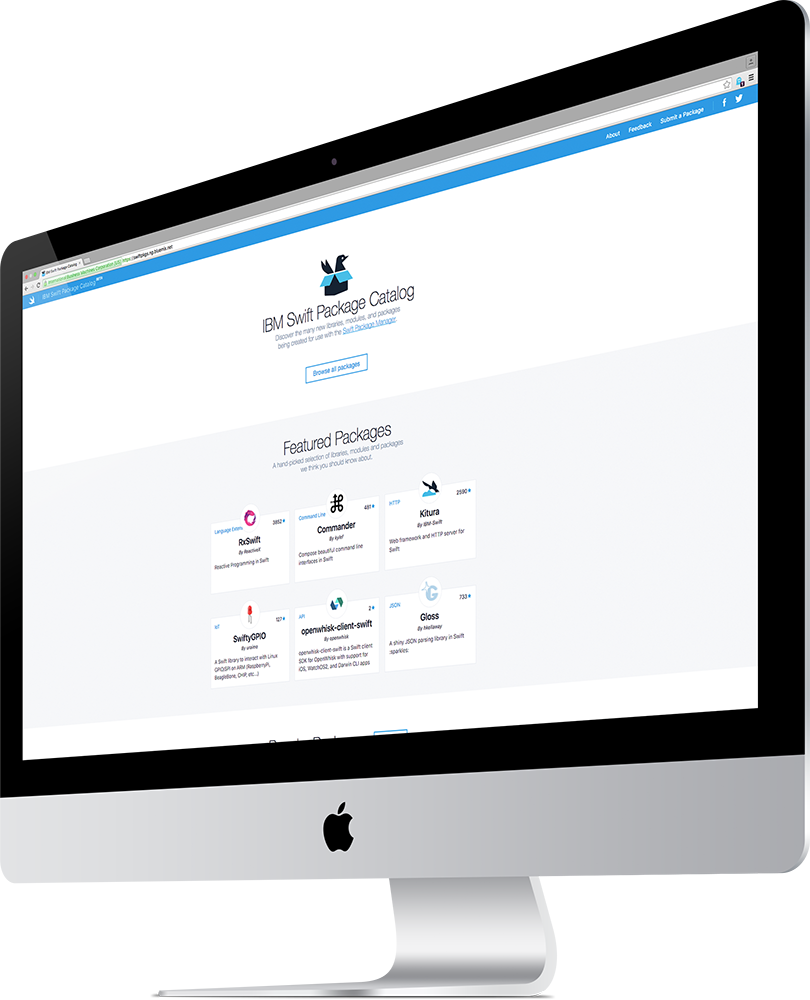 IBM Swift Package Catalog
International Business Machines Corporation [US] https://swiftpkgs.ng.bluemix.net
IBM Swift Package Catalog BETA
About Feedback Submit a Package
IBM Swift Package Catalog
Discover the many new libraries, modules, and packages
being created for use with the Swift Package Manager.
Browse all packages
Featured Packages
A hand-picked selection of libraries, modules and packages
we think you should know about.
Language Extens 3852
RxSwift
By ReactiveX
Reactive Programming in Swift
Command Line 481
Commander
By kylef
Compose beautiful command line
interfaces in Swift
HTTP 2590
Kitura
By IBM-Swift
Web framework and HTTP server for
Swift
IoT 127
SwiftyGPIO
By uraimo
A Swift library to interact with Linux
GPIO/SPI on ARM (RaspberryPi,
BeagleBone, CHIP, etc...)
API 2
openwhisk-client-swift
By openwhisk
openwhisk-client-swift is a Swift client
SDK for OpenWhisk with support for
iOS, WatchOS2, and Darwin CLI apps
JSON 733
Gloss
By hkellaway
A shiny JSON parsing library in Swift
:sparkles: